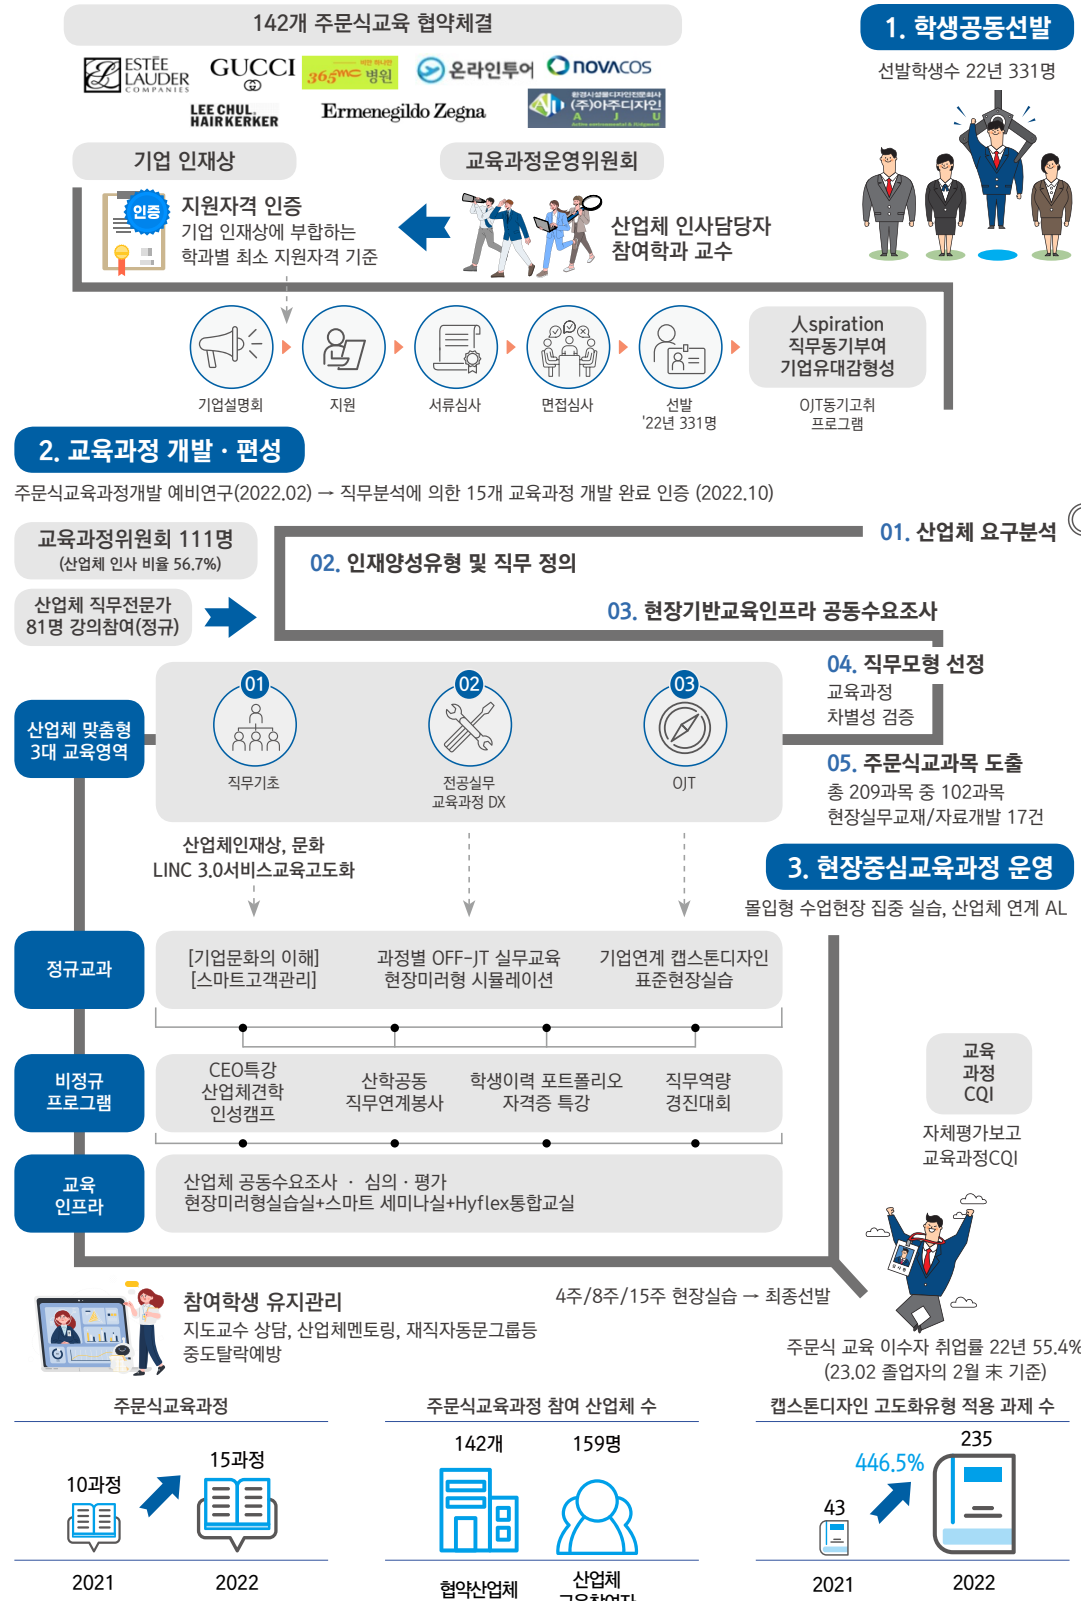 142개 주문식교육 협약체결
ESTĒE
LAUDER
COMPANIES
GUCCI
365mc 병원
온라인투어
NOVACOS
LEE CHUL.
HAIRKERKER
Ermenegildo Zegna
환경시설물디자인전문회사
(주)아주디자인
A J U
1. 학생공동선발
선발학생수 22년 331명
기업 인재상
인증
지원자격 인증
기업 인재상에 부합하는
학과별 최소 지원자격 기준
교육과정운영위원회
산업체 인사담당자
참여학과 교수
기업설명회
지원
서류심사
면접심사
선발
'22년 331명
人spiration
직무동기부여
기업유대감형성
OJT동기고취
프로그램
2. 교육과정 개발 · 편성
주문식교육과정개발 예비연구(2022.02) → 직무분석에 의한 15개 교육과정 개발 완료 인증 (2022.10)
교육과정위원회 111명
(산업체 인사 비율 56.7%)
산업체 직무전문가
81명 강의참여(정규)
01. 산업체 요구분석
02. 인재양성유형 및 직무 정의
03. 현장기반교육인프라 공동수요조사
04. 직무모형 선정
교육과정
차별성 검증
05. 주문식교과목 도출
총 209과목 중 102과목
현장실무교재/자료개발 17건
산업체 맞춤형
3대 교육영역
01
직무기초
02
전공실무
교육과정 DX
03
OJT
산업체인재상, 문화
LINC 3.0서비스교육고도화
3. 현장중심교육과정 운영
몰입형 수업현장 집중 실습, 산업체 연계 AL
정규교과
[기업문화의 이해]
[스마트고객관리]
과정별 OFF-JT 실무교육
현장미러형 시뮬레이션
기업연계 캡스톤디자인
표준현장실습
비정규
프로그램
CEO특강
산업체견학
인성캠프
산학공동
직무연계봉사
학생이력 포트폴리오
자격증 특강
직무역량
경진대회
교육
과정
CQI
자체평가보고
교육과정CQI
교육
인프라
산업체 공동수요조사 · 심의 · 평가
현장미러형실습실+스마트 세미나실+Hyflex통합교실
참여학생 유지관리
지도교수 상담, 산업체멘토링, 재직자동문그룹등
중도탈락예방
4주/8주/15주 현장실습 → 최종선발
주문식 교육 이수자 취업률 22년 55.4%
(23.02 졸업자의 2월 末 기준)
주문식교육과정
10과정
15과정
2021
2022
주문식교육과정 참여 산업체 수
142개
159명
협약산업체
산업체
캡스톤디자인 고도화유형 적용 과제 수
43
446.5%
235
2021
2022